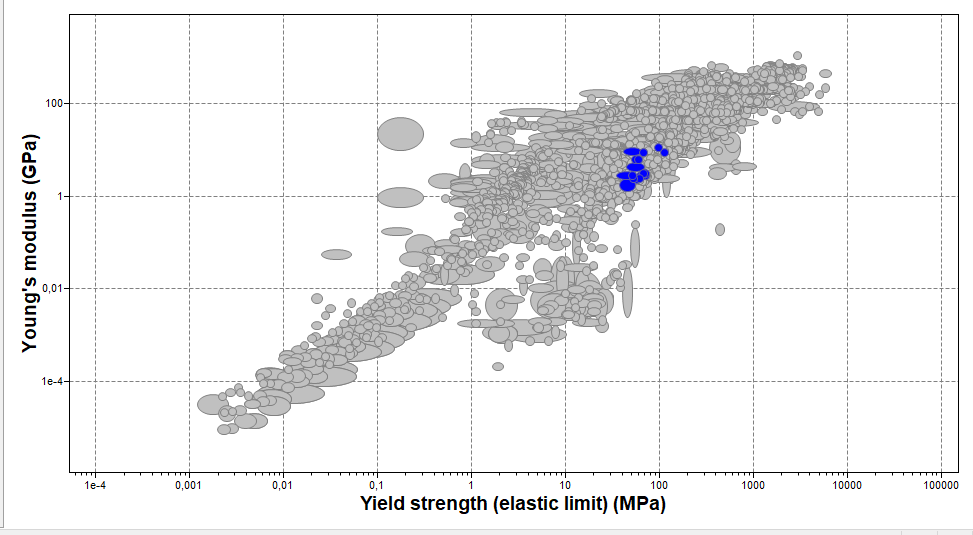 Young's modulus (GPa)
100
1
0,01
1e-4
1e-4 0,001 0,01 0,1 1 10 100 1000 10000 100000
Yield strength (elastic limit) (MPa)